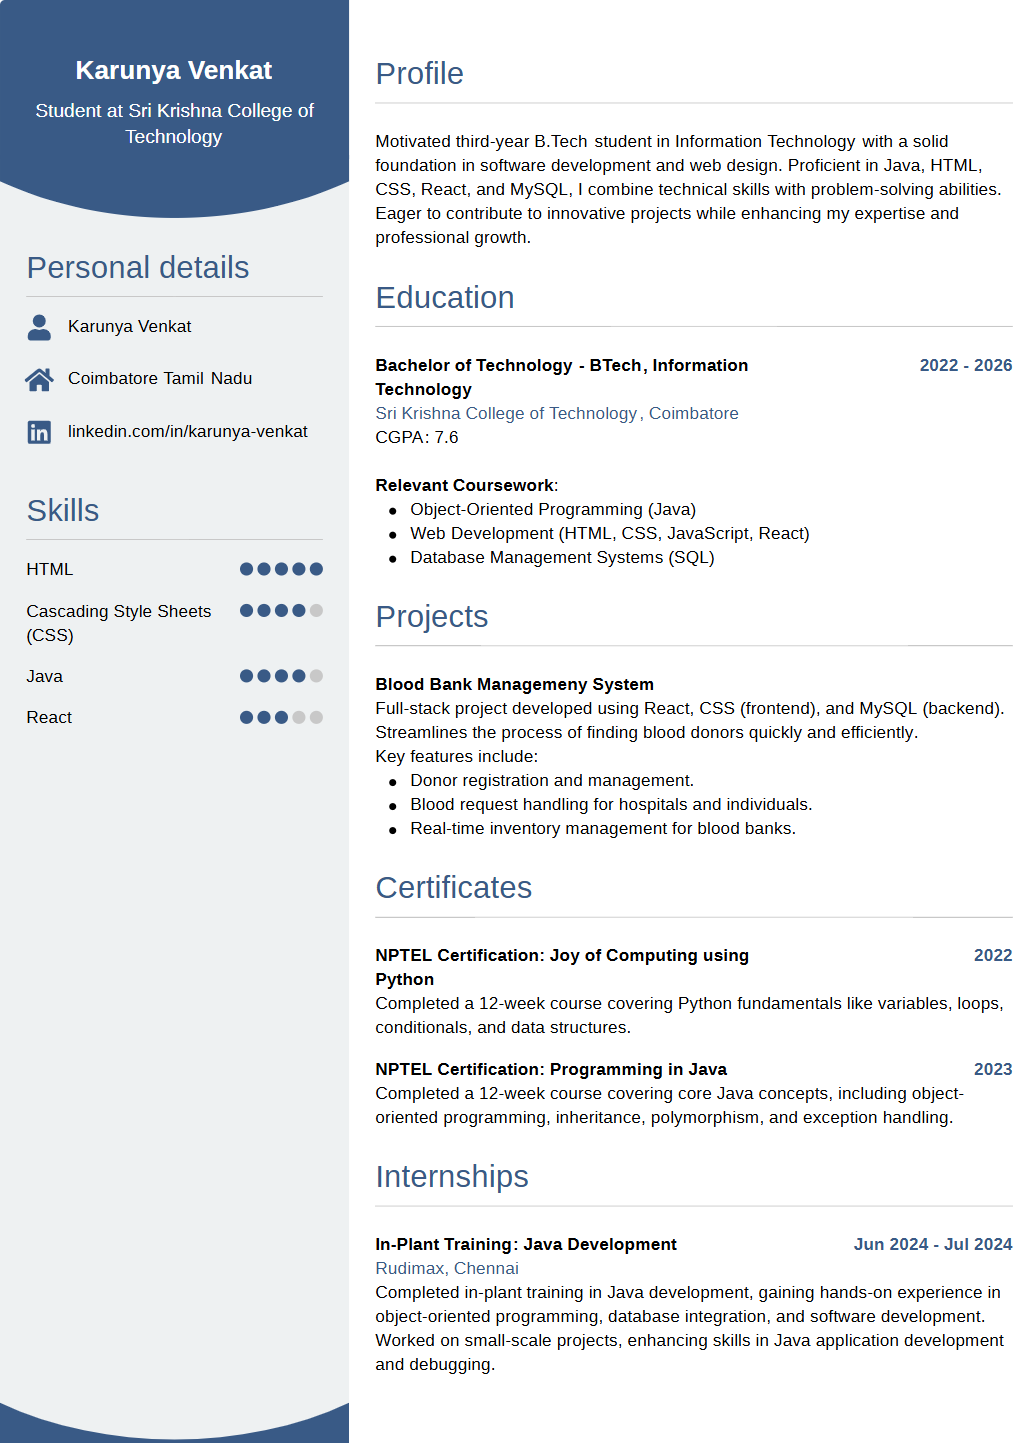 Karunya Venkat
Student at Sri Krishna College of
Technology
Personal details
Karunya Venkat
Coimbatore Tamil Nadu
linkedin.com/in/karunya-venkat
Skills
HTML
Cascading Style Sheets
(CSS)
Java
React
Profile
Motivated third-year B.Tech student in Information Technology with a solid
foundation in software development and web design. Proficient in Java, HTML,
CSS, React, and MySQL, I combine technical skills with problem-solving abilities.
Eager to contribute to innovative projects while enhancing my expertise and
professional growth.
Education
Bachelor of Technology - BTech, Information 2022 - 2026
Technology
Sri Krishna College of Technology, Coimbatore
CGPA: 7.6
Relevant Coursework:
● Object-Oriented Programming (Java)
● Web Development (HTML, CSS, JavaScript, React)
● Database Management Systems (SQL)
Projects
Blood Bank Managemeny System
Full-stack project developed using React, CSS (frontend), and MySQL (backend).
Streamlines the process of finding blood donors quickly and efficiently.
Key features include:
● Donor registration and management.
● Blood request handling for hospitals and individuals.
● Real-time inventory management for blood banks.
Certificates
NPTEL Certification: Joy of Computing using 2022
Python
Completed a 12-week course covering Python fundamentals like variables, loops,
conditionals, and data structures.
NPTEL Certification: Programming in Java 2023
Completed a 12-week course covering core Java concepts, including object-
oriented programming, inheritance, polymorphism, and exception handling.
Internships
In-Plant Training: Java Development Jun 2024 - Jul 2024
Rudimax, Chennai
Completed in-plant training in Java development, gaining hands-on experience in
object-oriented programming, database integration, and software development.
Worked on small-scale projects, enhancing skills in Java application development
and debugging.